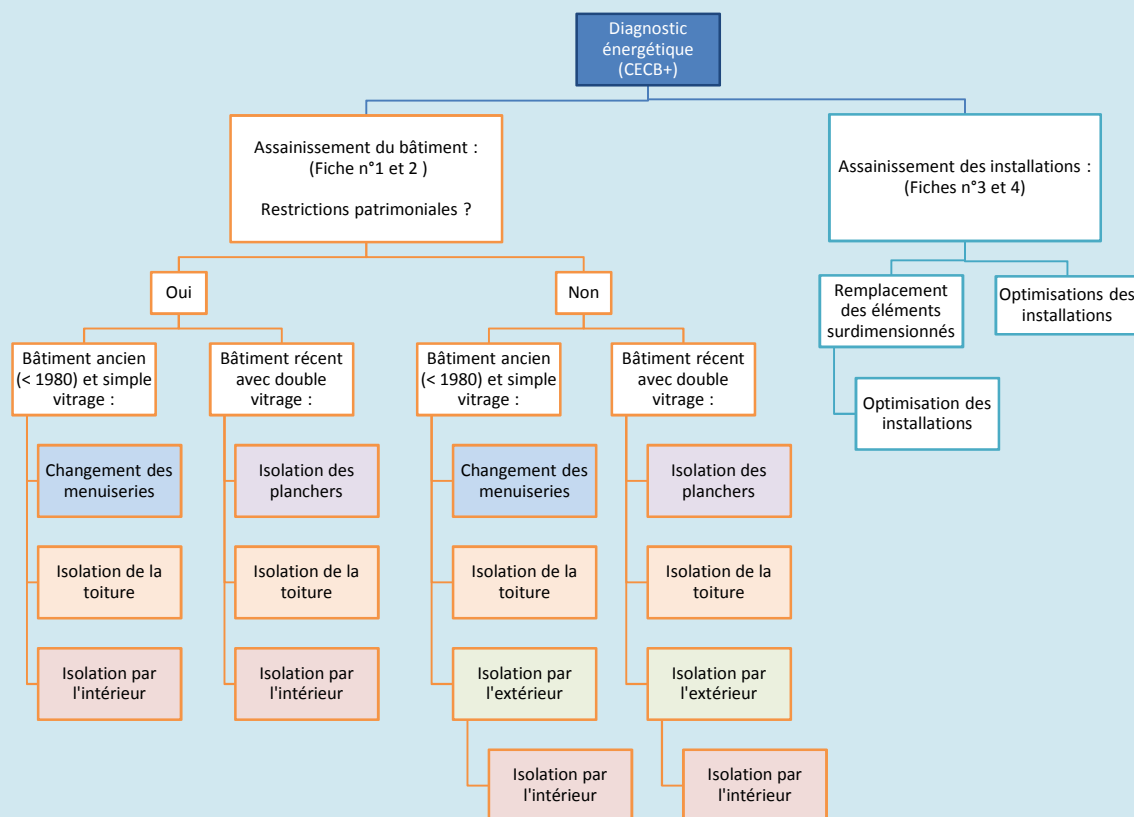 Diagnostic
énergétique
(CECB+)
Assainissement du bâtiment :
(Fiche n°1 et 2 )
Restrictions patrimoniales ?
Assainissement des installations :
(Fiches n°3 et 4)
Oui
Non
Remplacement
des éléments
surdimensionnés
Optimisations des
installations
Optimisation des
installations
Bâtiment ancien
(< 1980) et simple
vitrage :
Changement des
menuiseries
Isolation de la
toiture
Isolation par
l'intérieur
Bâtiment récent
avec double
vitrage :
Isolation des
planchers
Isolation de la
toiture
Isolation par
l'intérieur
Bâtiment ancien
(< 1980) et simple
vitrage :
Changement des
menuiseries
Isolation de la
toiture
Isolation par
l'extérieur
Isolation par
l'intérieur
Bâtiment récent
avec double
vitrage :
Isolation des
planchers
Isolation de la
toiture
Isolation par
l'extérieur
Isolation par
l'intérieur